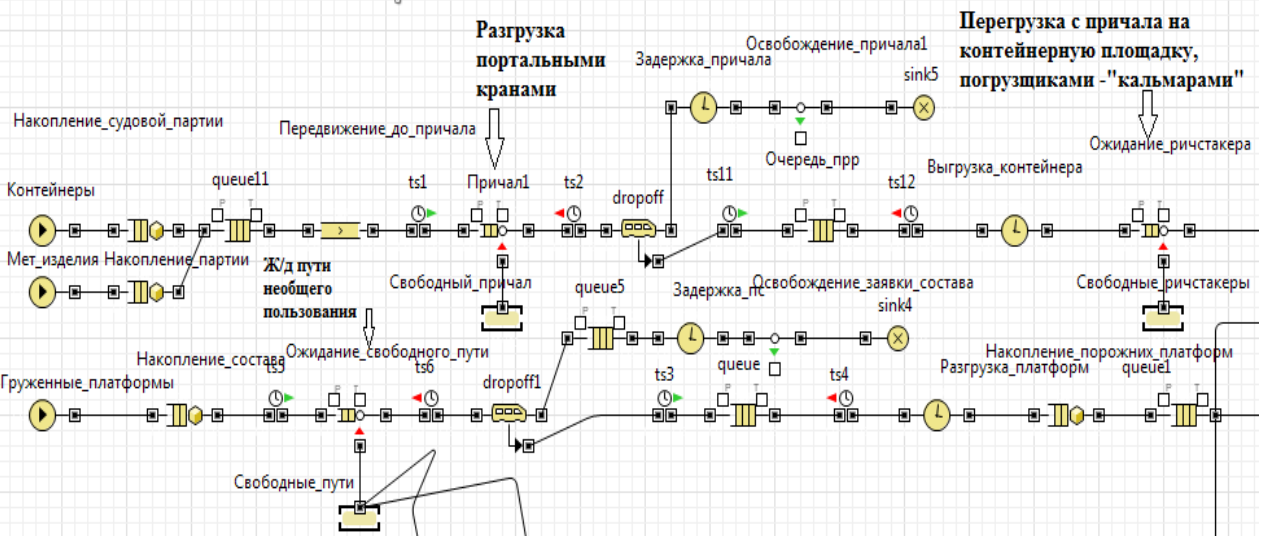 Разгрузка
портальными
кранами
Перегрузка с причала на
контейнерную площадку,
погрузщиками -"кальмарами"
Освобождение_причала1
Задержка_причала
sink5
Накопление_судовой_партии
Передвижение_до_причала
Ожидание_ричстакера
Очередь_прр
Выгрузка_контейнера
Контейнеры
queue11
ts1
Причал1
ts2
dropoff
ts11
ts12
P T
P T
P T
P T
Мет_изделия
Накопление_партии
Ж/д пути
необщего
пользования
Свободный_причал
queue5
Задержка_пс
Освобождение_заявки_состава
sink4
Свободные_ричстакеры
P T
Груженные_платформы
Накопление_состава
ts5
Ожидание_свободного_пути
ts6
dropoff1
ts3
queue
ts4
Разгрузка_платформ
Накопление_порожних_платформ
queue1
P T
P T
P T
Свободные_пути